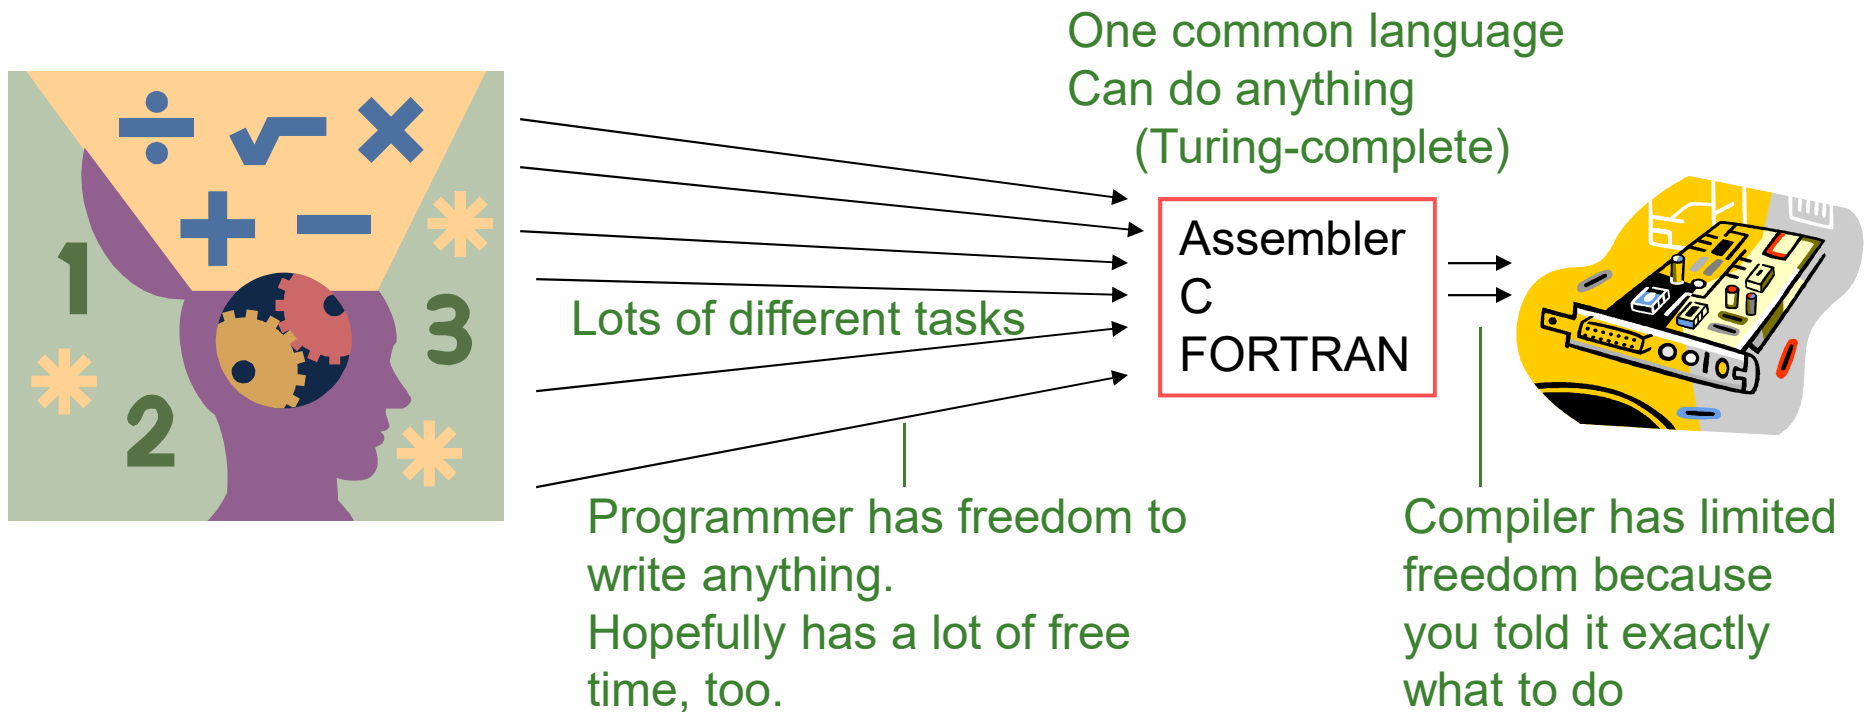 One common language
Can do anything
(Turing-complete)
1
2
3
Lots of different tasks
Assembler
C
FORTRAN
Programmer has freedom to
write anything.
Hopefully has a lot of free
time, too.
Compiler has limited
freedom because
you told it exactly
what to do